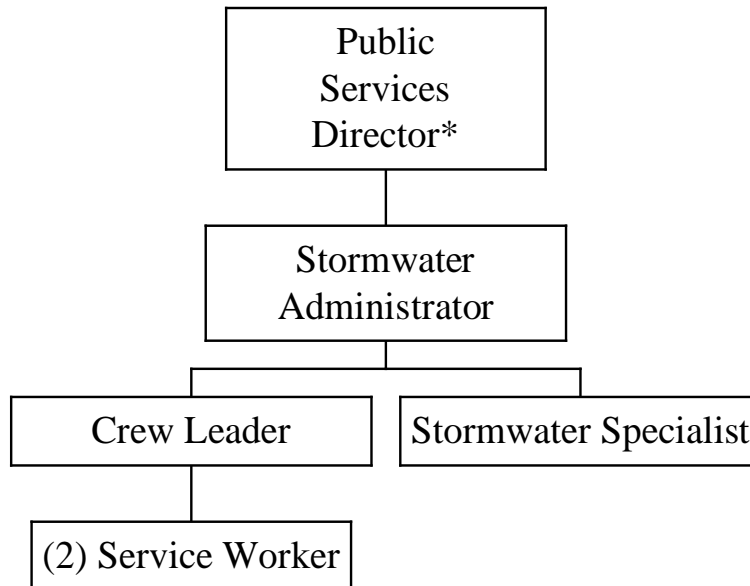 Public
Services
Director*
Stormwater
Administrator
Crew Leader
Stormwater Specialist
(2) Service Worker